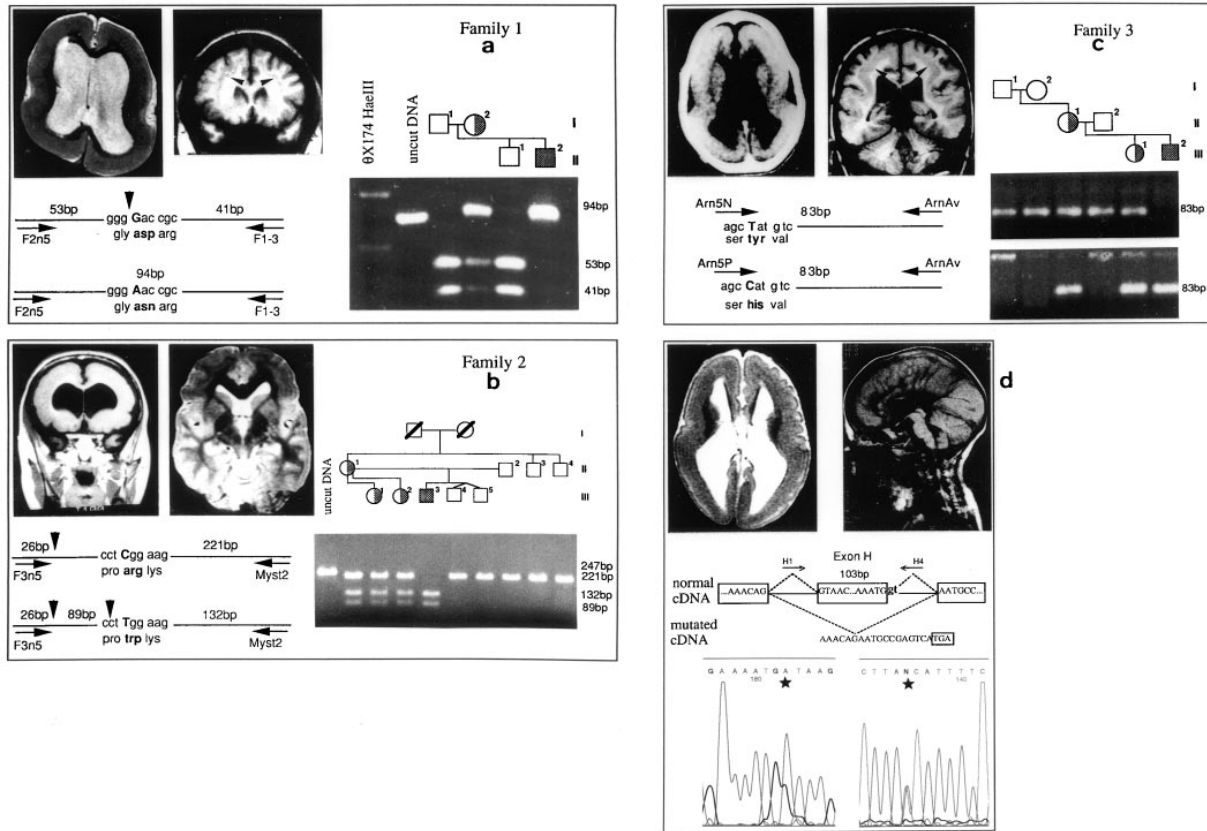 Family 1
a
θX174 HaeIII
uncut DNA
1
2
I
1
2
II
94bp
53bp
41bp
53bp
ggg Gac cgc
41bp
F2n5
gly asp arg
F1-3
94bp
ggg Aac cgc
F2n5
gly asn arg
F1-3
Family 2
b
I
1
2
3
4
II
1
2
3
4
5
III
uncut DNA
247bp
221bp
132bp
89bp
26bp
cct Cgg aag
221bp
F3n5
pro arg lys
Myst2
26bp
89bp
cct Tgg aag
132bp
F3n5
pro trp lys
Myst2
Family 3
c
1
2
I
1
2
II
1
2
III
83bp
83bp
Arn5N
83bp
ArnAv
agc Tat gtc
ser tyr val
Arn5P
83bp
ArnAv
agc Cat gtc
ser his val
d
H1
Exon H
H4
103bp
normal
cDNA
...AAACAG
GTAAC..AAATG
gt
AATGCC...
mutated
cDNA
AAACAGAATGCCGAGTCATGA
G A A A A T G A T A A G
180
★
C T T A N C A T T T T C
140
★